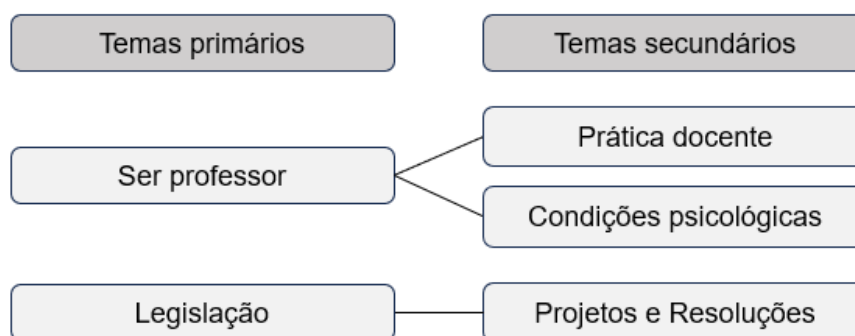 Temas primários
Temas secundários
Ser professor
Prática docente
Condições psicológicas
Legislação
Projetos e Resoluções